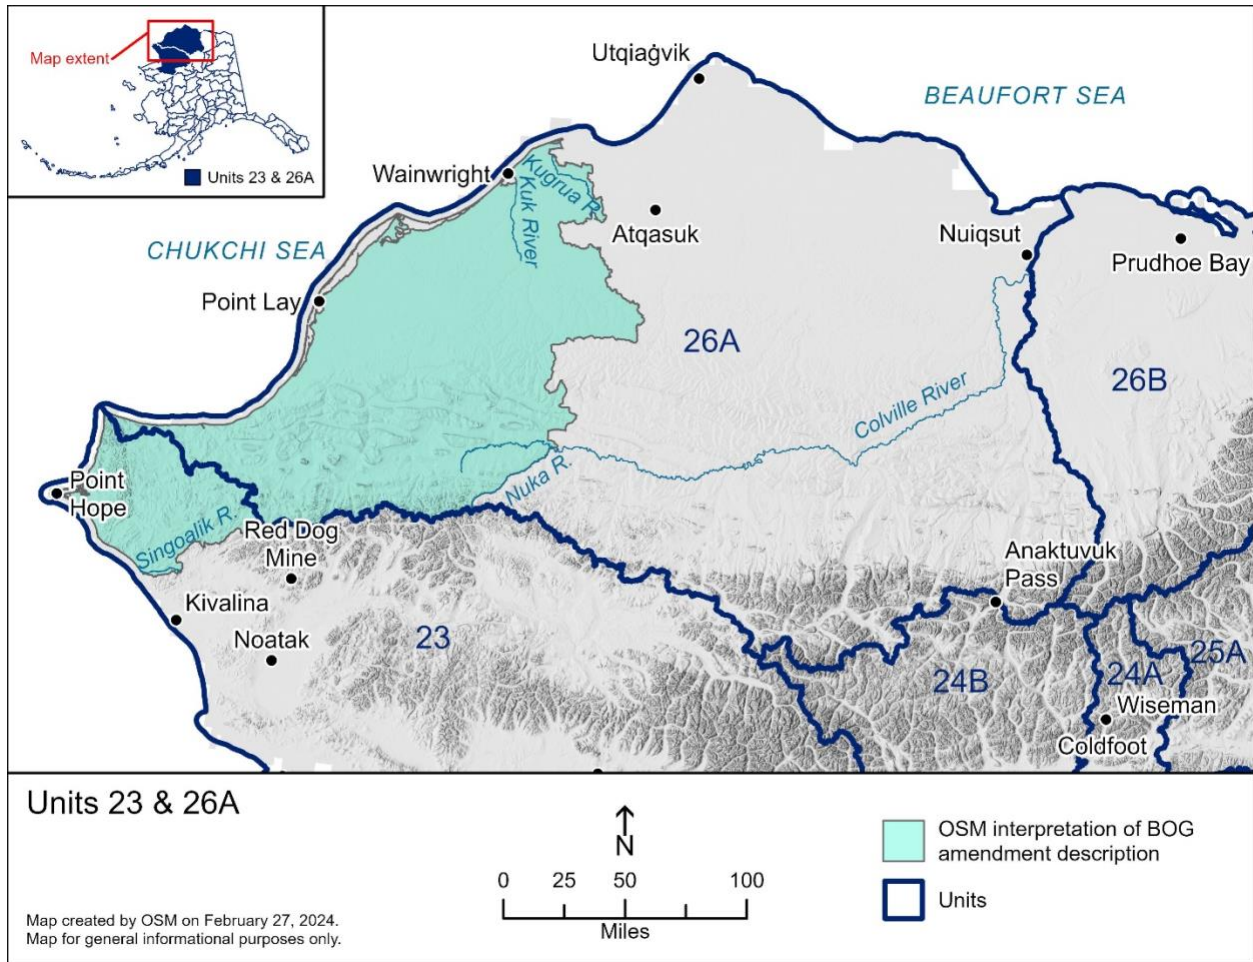 Map extent
Units 23 & 26A
Utqiaġvik
BEAUFORT SEA
Wainwright
Kugrua R.
Kuk River
Atqasuk
Nuiqsut
Prudhoe Bay
CHUKCHI SEA
Point Lay
26A
26B
Colville River
Point
Hope
Nuka R.
Singoalik R.
Red Dog
Mine
Anaktuvuk
Pass
Kivalina
Noatak
23
24B
24A
25A
Wiseman
Coldfoot
Units 23 & 26A
N
0 25 50 100
Miles
OSM interpretation of BOG
amendment description
Units
Map created by OSM on February 27, 2024.
Map for general informational purposes only.